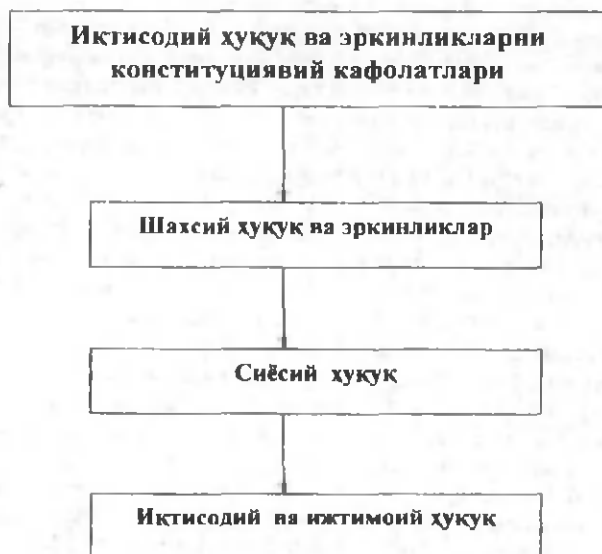 Иқтисодий ҳуқуқ ва эркинликларни
конституциявий кафолатлари
Шахсий ҳуқуқ ва эркинликлар
Сиёсий ҳуқуқ
Иқтисодий ва ижтимоий ҳуқуқ